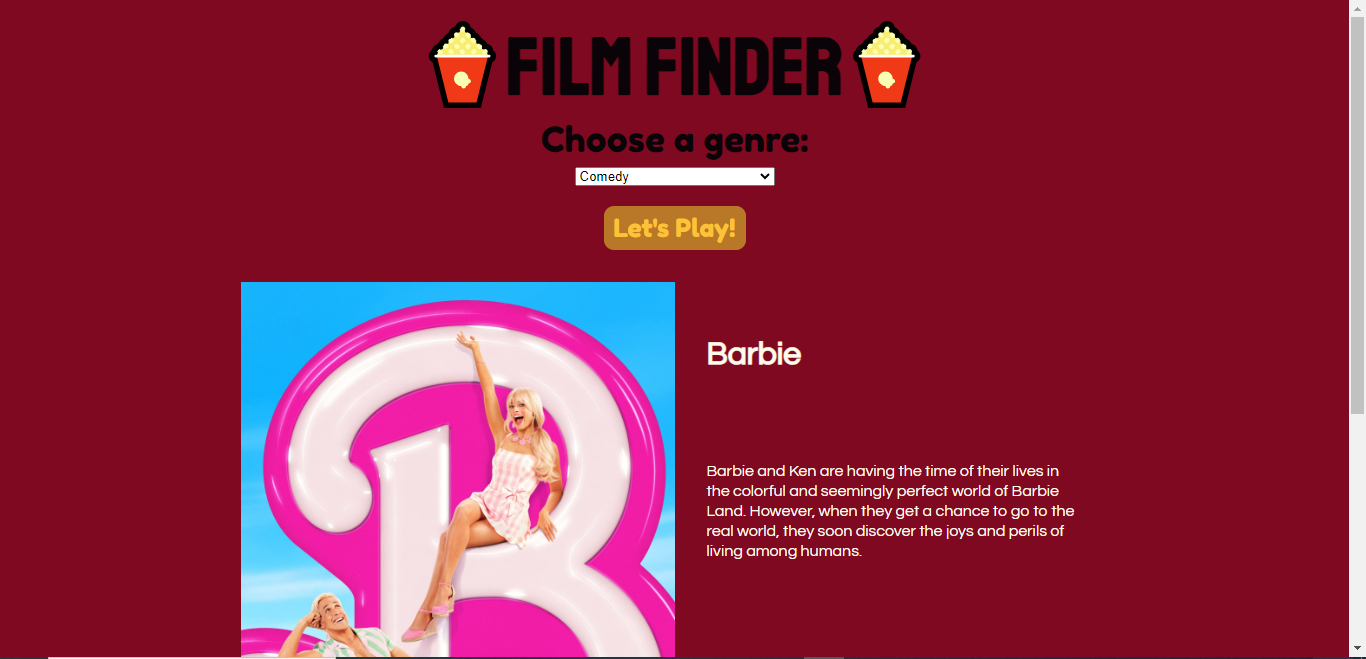 FILM FINDER
Choose a genre:
Comedy
Let's Play!
B
Barbie
Barbie and Ken are having the time of their lives in
the colorful and seemingly perfect world of Barbie
Land. However, when they get a chance to go to the
real world, they soon discover the joys and perils of
living among humans.